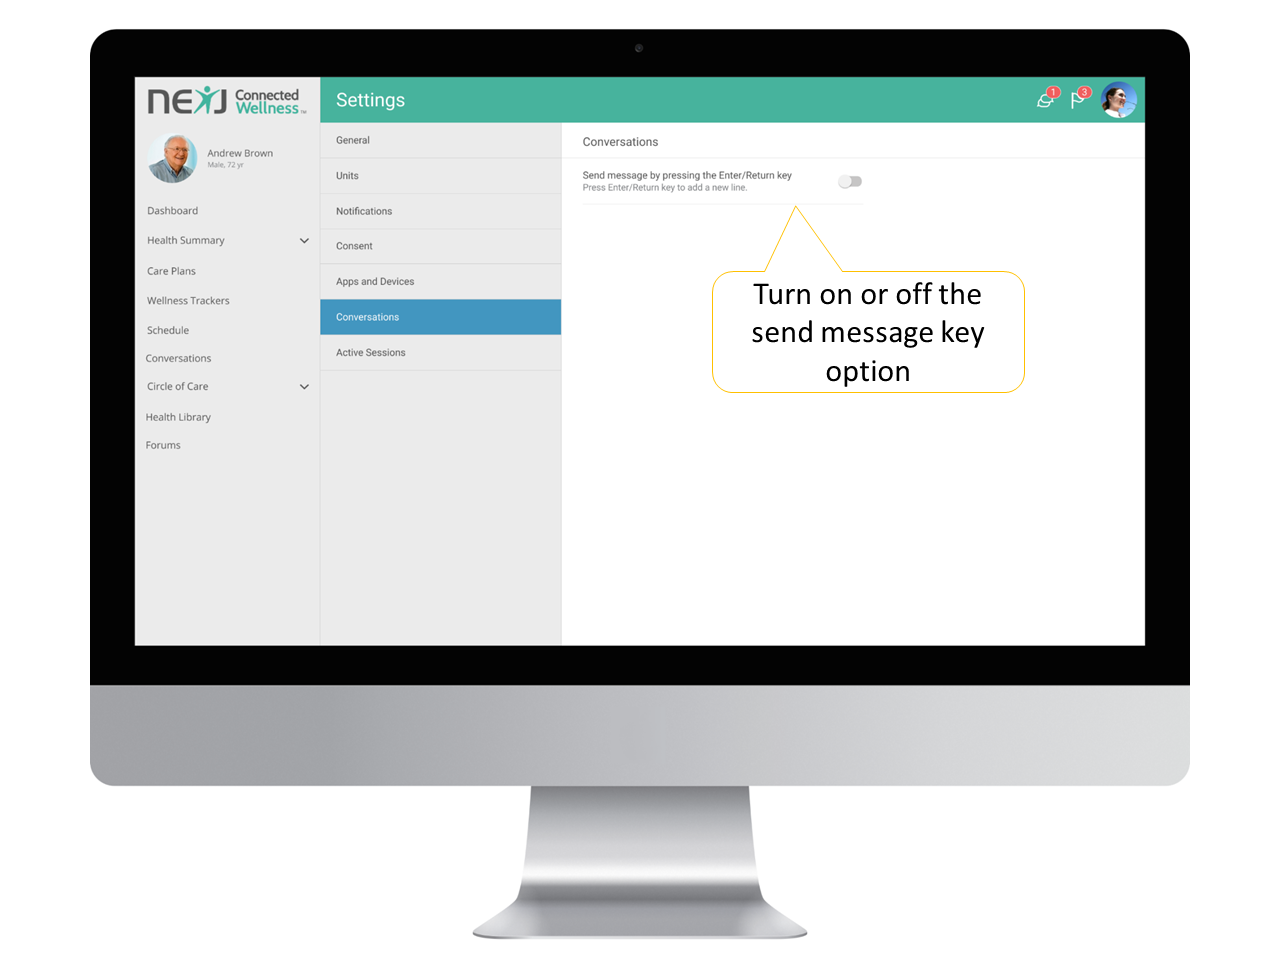 NEXJ Connected
Wellness™
Settings
1
3
Andrew Brown
Male, 72 yr
Dashboard
Health Summary
Care Plans
Wellness Trackers
Schedule
Conversations
Circle of Care
Health Library
Forums
General
Units
Notifications
Consent
Apps and Devices
Conversations
Active Sessions
Conversations
Send message by pressing the Enter/Return key
Press Enter/Return key to add a new line.
Turn on or off the
send message key
option